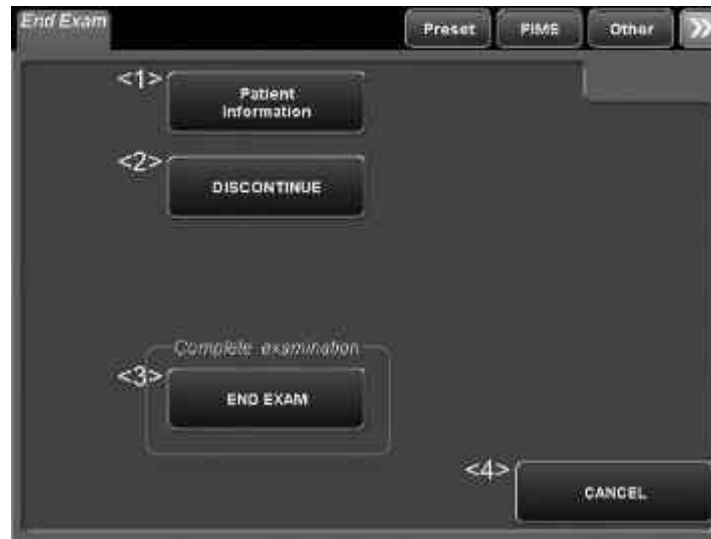 End Exam
Preset PIMS Other >>
<1> Patient
Information
<2> DISCONTINUE
Complete examination
<3> END EXAM
<4> CANCEL